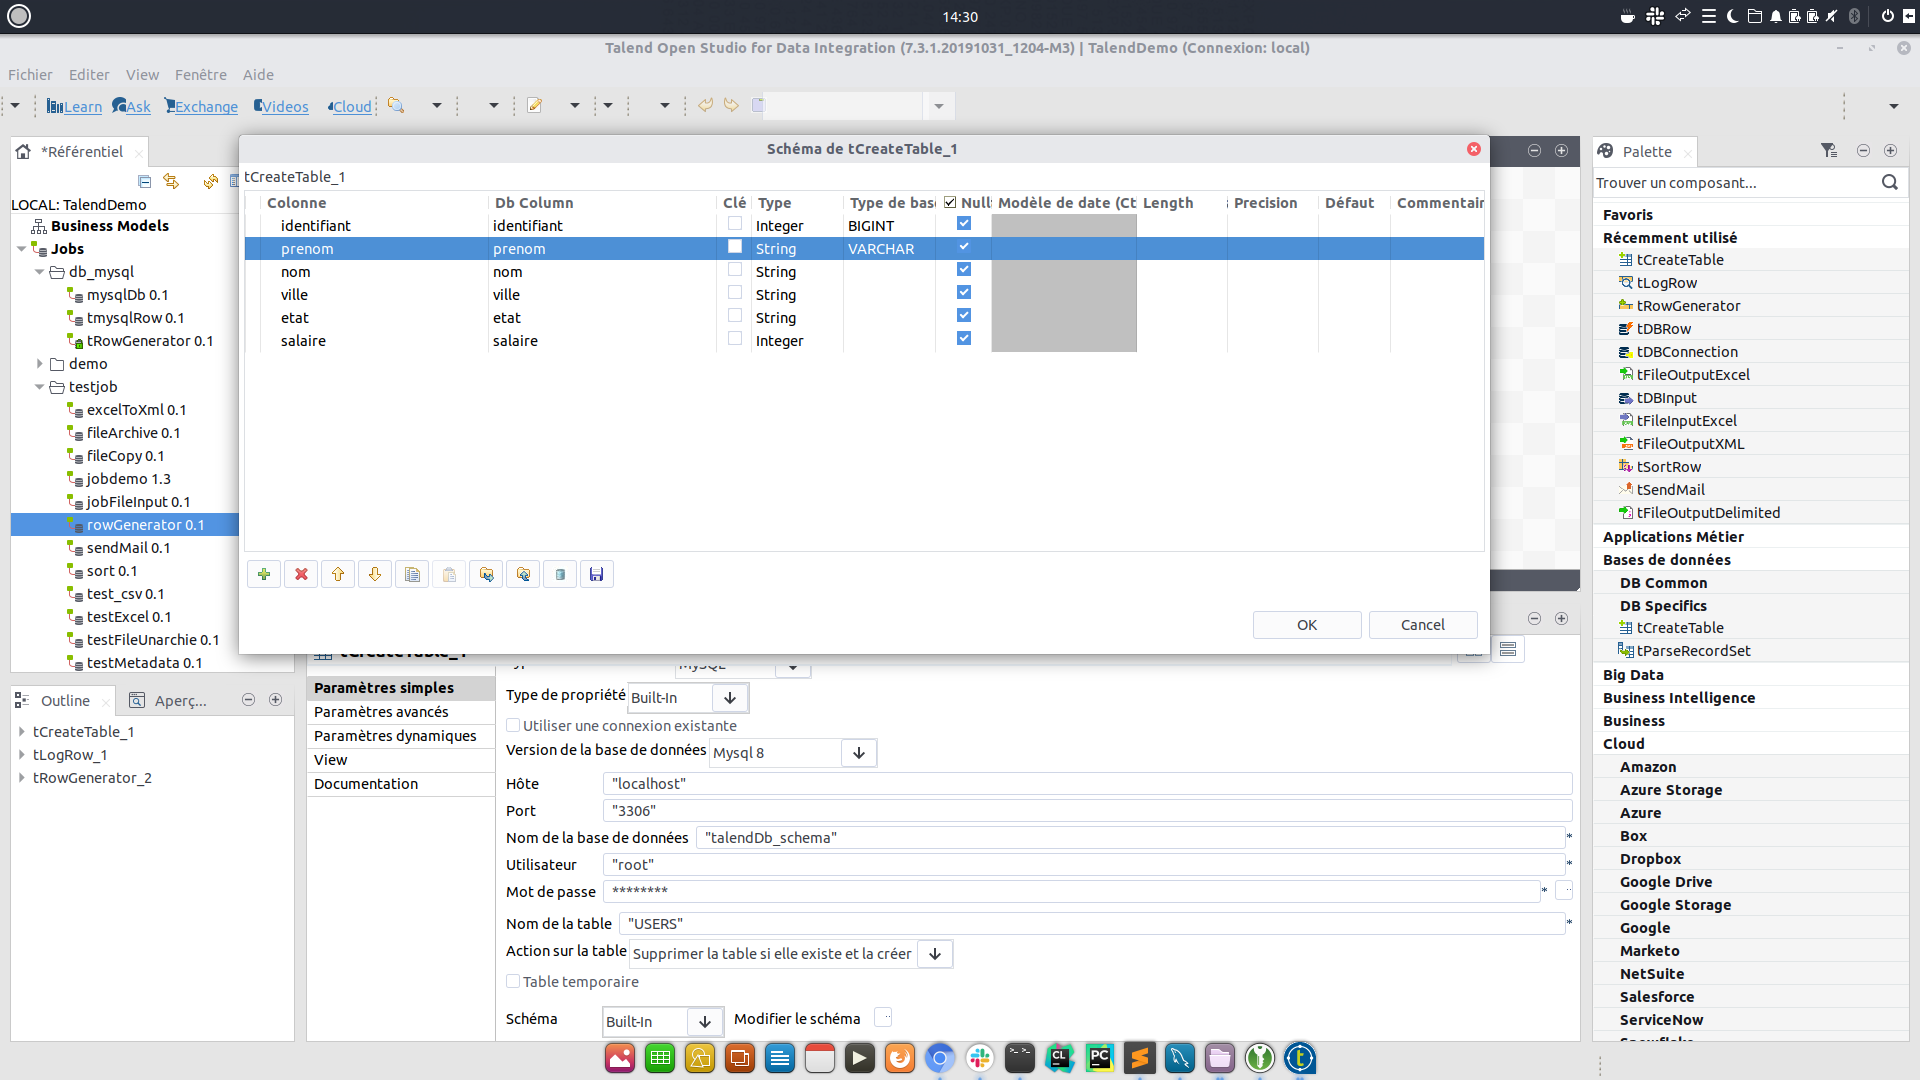 14:30
Talend Open Studio for Data Integration (7.3.1.20191031_1204-M3) | TalendDemo (Connexion: local)
Fichier Editer View Fenêtre Aide
Learn Ask Exchange Videos Cloud
*Référentiel
LOCAL: TalendDemo
Business Models
Jobs
db_mysql
mysqlDb 0.1
tmysqlRow 0.1
tRowGenerator 0.1
demo
testjob
excelToXml 0.1
fileArchive 0.1
fileCopy 0.1
jobdemo 1.3
jobFileInput 0.1
rowGenerator 0.1
sendMail 0.1
sort 0.1
test_csv 0.1
testExcel 0.1
testFileUnarchie 0.1
testMetadata 0.1
Outline Aperç...
tCreateTable_1
tLogRow_1
tRowGenerator_2
Schéma de tCreateTable_1
tCreateTable_1
Colonne Db Column Clé Type Type de bas Null Modèle de date (Ct Length Precision Défaut Commentair
identifiant identifiant Integer BIGINT
prenom prenom String VARCHAR
nom nom String
ville ville String
etat etat String
salaire salaire Integer
OK Cancel
Paramètres simples
Paramètres avancés
Paramètres dynamiques
View
Documentation
Type de propriété Built-In
Utiliser une connexion existante
Version de la base de données Mysql 8
Hôte "localhost"
Port "3306"
Nom de la base de données "talendDb_schema" *
Utilisateur "root" *
Mot de passe ******** *
Nom de la table "USERS" *
Action sur la table Supprimer la table si elle existe et la créer
Table temporaire
Schéma Built-In Modifier le schéma
Palette
Trouver un composant...
Favoris
Récemment utilisé
tCreateTable
tLogRow
tRowGenerator
tDBRow
tDBConnection
tFileOutputExcel
tDBInput
tFileInputExcel
tFileOutputXML
tSortRow
tSendMail
tFileOutputDelimited
Applications Métier
Bases de données
DB Common
DB Specifics
tCreateTable
tParseRecordSet
Big Data
Business Intelligence
Business
Cloud
Amazon
Azure Storage
Azure
Box
Dropbox
Google Drive
Google Storage
Google
Marketo
NetSuite
Salesforce
ServiceNow
CL
PC